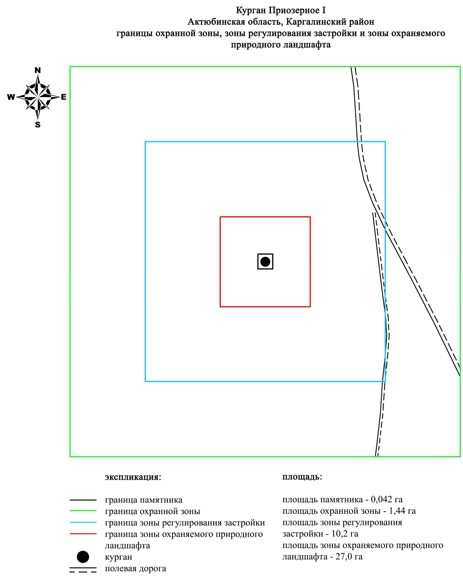 Курган Приозерное I
Актюбинская область, Каргалинский район
границы охранной зоны, зоны регулирования застройки и зоны охраняемого
природного ландшафта
N
W E
S
экспликация:
граница памятника
граница охранной зоны
граница зоны регулирования застройки
граница зоны охраняемого природного
ландшафта
курган
полевая дорога
площадь:
площадь памятника - 0,042 га
площадь охранной зоны - 1,44 га
площадь зоны регулирования
застройки - 10,2 га
площадь зоны охраняемого природного
ландшафта - 27,0 га